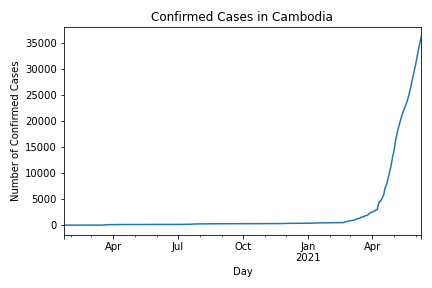 Confirmed Cases in Cambodia
Number of Confirmed Cases
35000
30000
25000
20000
15000
10000
5000
0
Apr
Jul
Oct
Jan
2021
Apr
Day